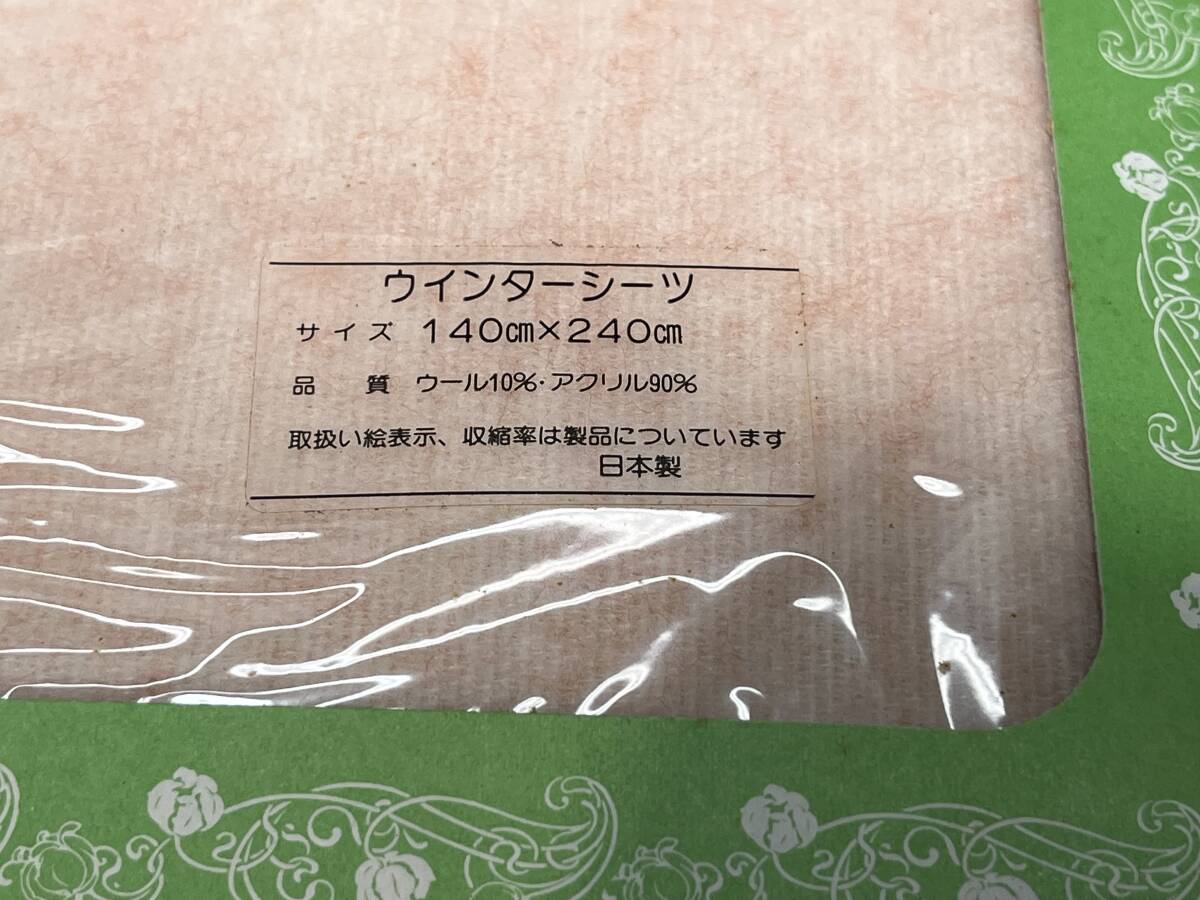 ウインターシーツ
サイズ 140㎝×240㎝
品質 ウール10%・アクリル90%
取扱い絵表示、収縮率は製品についています
日本製